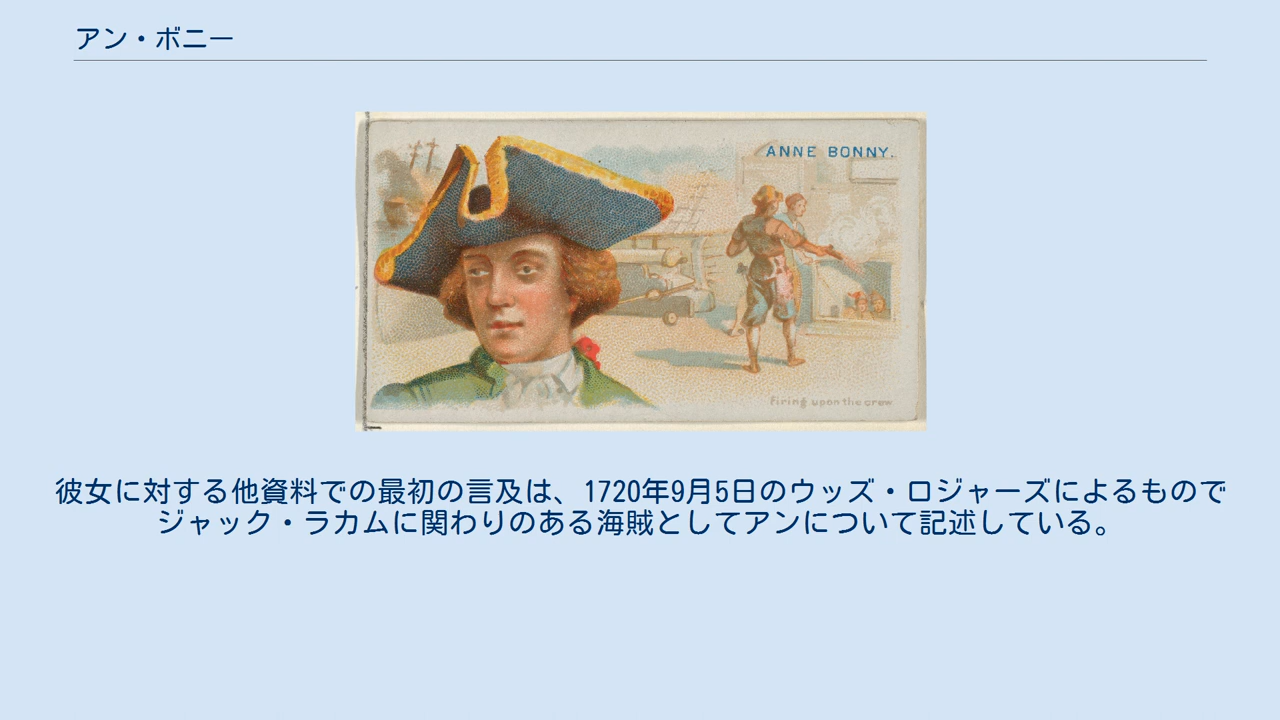 アン・ボニー
ANNE BONNY.
Firing upon the crew
彼女に対する他資料での最初の言及は、1720年9月5日のウッズ・ロジャーズによるもので
ジャック・ラカムに関わりのある海賊としてアンについて記述している。